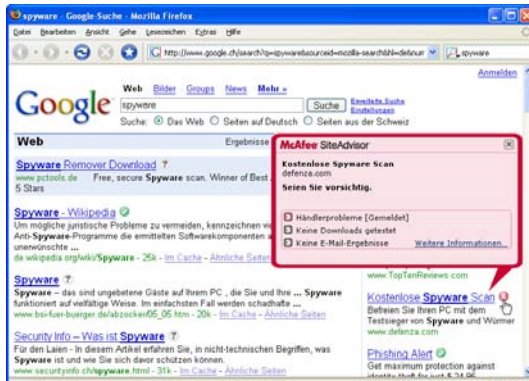 spyware - Google-Suche - Mozilla Firefox
Datei Bearbeiten Ansicht Gehe Lesezeichen Extras Hilfe
http://www.google.ch/search?q=spyware&sourceid=mozilla-search&hl=de&num
spyware
Anmelden
Google
Web Bilder Groups News Mehr »
spyware
Suche
Erweiterte Suche
Einstellungen
Suche: Das Web Seiten auf Deutsch Seiten aus der Schweiz
Web
Ergebnisse
Spyware Remover Download ?
www.pctools.de Free, secure Spyware scan. Winner of Best
5 Stars
Spyware - Wikipedia
Um mögliche juristische Probleme zu vermeiden, kennzeichnen vie
Anti-Spyware-Programme die ermittelten Softwarekomponenten a
unerwünschte ...
de.wikipedia.org/wiki/Spyware - 25k - Im Cache - Ähnliche Seiten
Spyware ?
Spyware – das sind ungebetene Gäste auf Ihrem PC , die Sie und Ihre ... Spyware
funktioniert auf vielfältige Weise. Im einfachsten Fall werden schadhafte ...
www.bsi-fuer-buerger.de/abzocker/05_05.htm - 20k - Im Cache - Ähnliche Seiten
Security Info – Was ist Spyware ?
Für den Laien - In diesem Artikel erfahren Sie, in nicht-technischen Begriffen, was
Spyware ist und wie Sie sich davor schützen können.
www.securityinfo.ch/spyware.html - 31k - Im Cache - Ähnliche Seiten
McAfee SiteAdvisor
Kostenlose Spyware Scan
defenza.com
Seien Sie vorsichtig.
Händlerprobleme [Gemeldet]
Keine Downloads getestet
Keine E-Mail-Ergebnisse
Weitere Informationen...
www.TopTenReviews.com
Kostenlose Spyware Scan
Befreien Sie Ihren PC mit dem
Testsieger von Spyware und Würmer
www.defenza.com
Phishing Alert
Get maximum protection against
identity theft for just $ 24.95